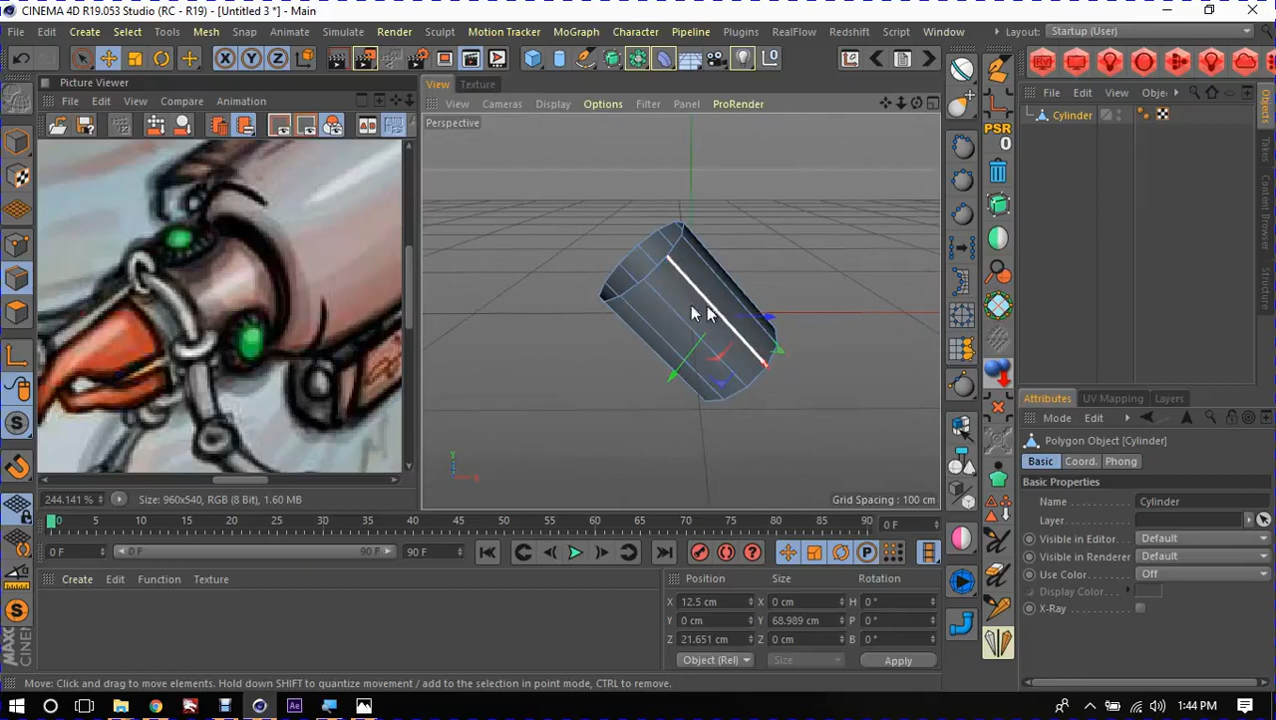 CINEMA 4D R19.053 Studio (RC - R19) - [Untitled 3 *] - Main
File Edit Create Select Tools Mesh Snap Animate Simulate Render Sculpt Motion Tracker MoGraph Character Pipeline Plugins RealFlow Redshift Script Window Layout: Startup (User)
Picture Viewer
File Edit View Compare Animation
View Texture
View Cameras Display Options Filter Panel ProRender
Perspective
Grid Spacing : 100 cm
PSR
0
File Edit View Obje
Cylinder
Objects
Takes
Content Browser
Structure
244.141 % Size: 960x540, RGB (8 Bit), 1.60 MB
0 5 10 15 20 25 30 35 40 45 50 55 60 65 70 75 80 85 90 0 F
0 F 0 F 90 F 90 F
Create Edit Function Texture
Position Size Rotation
X 12.5 cm X 0 cm H 0 °
Y 0 cm Y 68.989 cm P 0 °
Z 21.651 cm Z 0 cm B 0 °
Object (Rel) Size Apply
Attributes UV Mapping Layers
Mode Edit
Polygon Object [Cylinder]
Basic Coord. Phong
Basic Properties
Name Cylinder
Layer
Visible in Editor Default
Visible in Renderer Default
Use Color Off
Display Color
X-Ray
Move: Click and drag to move elements. Hold down SHIFT to quantize movement / add to the selection in point mode, CTRL to remove.
1:44 PM